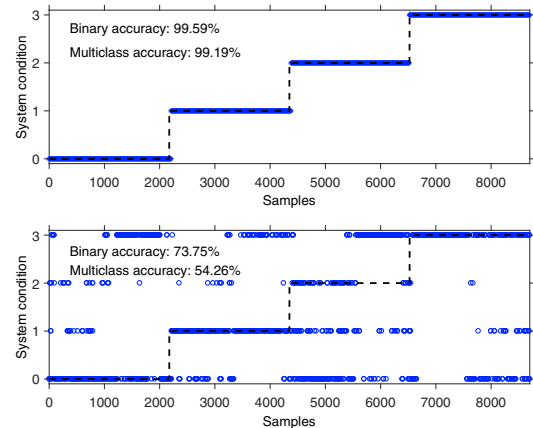 3
Binary accuracy: 99.59%
Multiclass accuracy: 99.19%
2
1
0
System condition
0 1000 2000 3000 4000 5000 6000 7000 8000
Samples
3
Binary accuracy: 73.75%
Multiclass accuracy: 54.26%
2
1
0
System condition
0 1000 2000 3000 4000 5000 6000 7000 8000
Samples